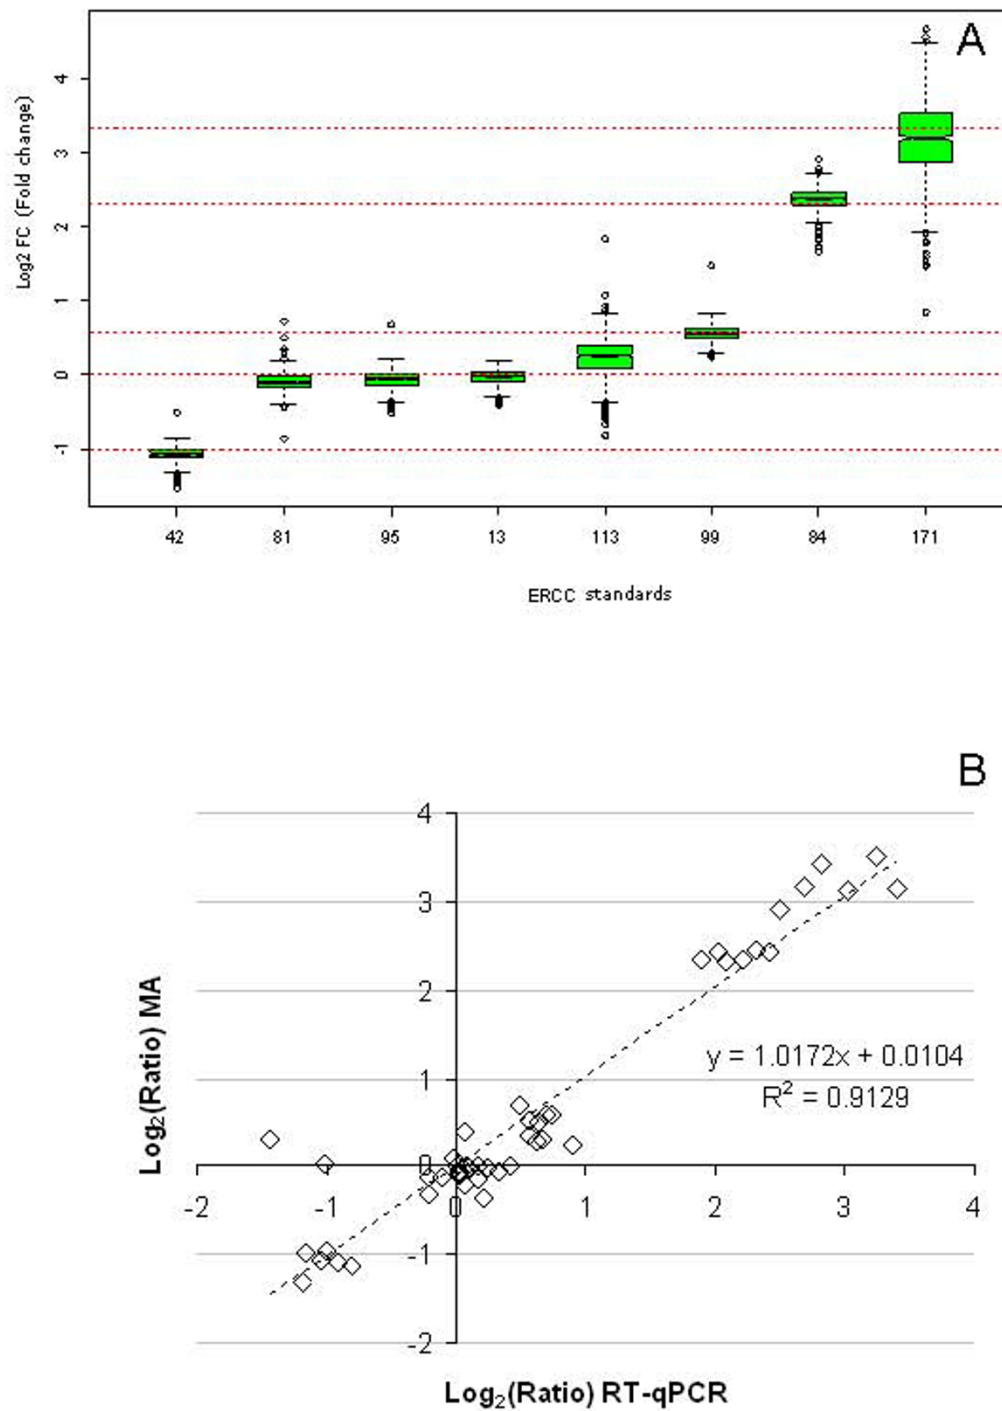 A
Log2 FC (Fold change)
4
3
2
1
0
-1
42 81 95 13 113 99 84 171
ERCC standards
B
Log2(Ratio) MA
4
3
2
1
0
-1
-2
y = 1.0172x + 0.0104
R² = 0.9129
-2 -1 0 1 2 3 4
Log2(Ratio) RT-qPCR